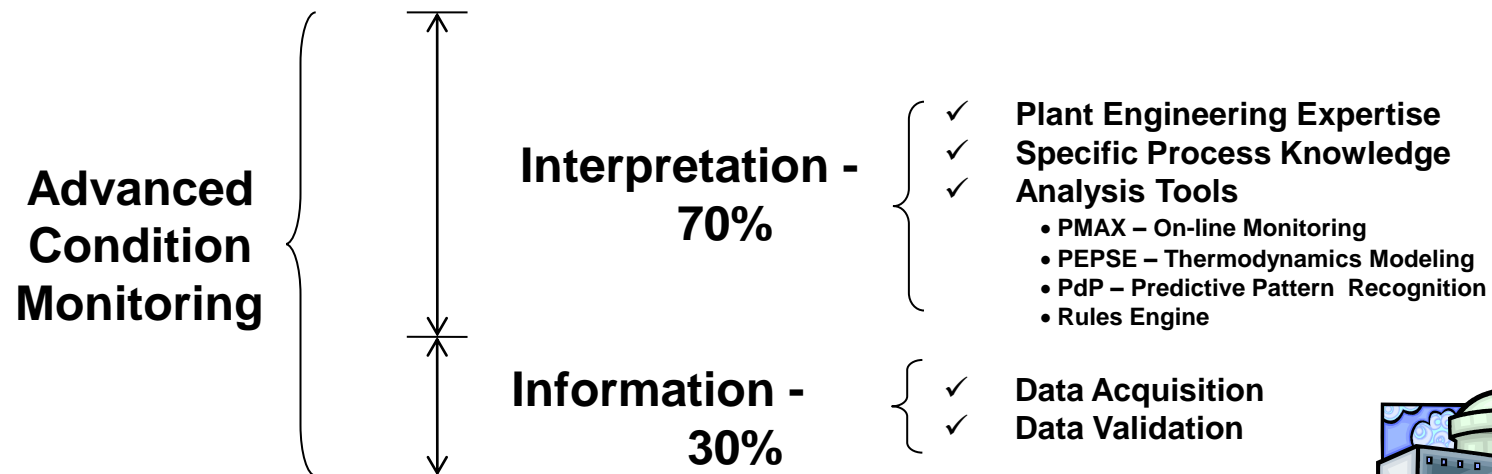 Advanced
Condition
Monitoring
Interpretation -
70%
✓ Plant Engineering Expertise
✓ Specific Process Knowledge
✓ Analysis Tools
• PMAX – On-line Monitoring
• PEPSE – Thermodynamics Modeling
• PdP – Predictive Pattern Recognition
• Rules Engine
Information -
30%
✓ Data Acquisition
✓ Data Validation